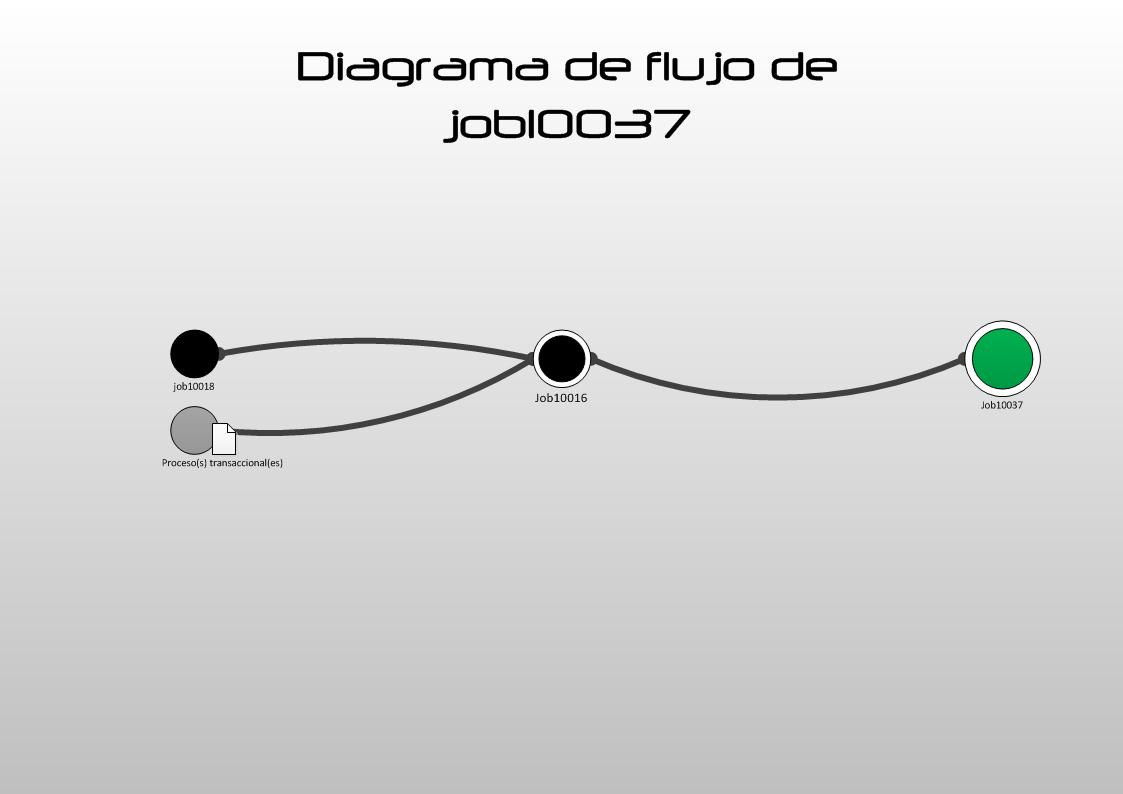 Diagrama de flujo de
job10037
job10018
Job10016
Job10037
Proceso(s) transaccional(es)